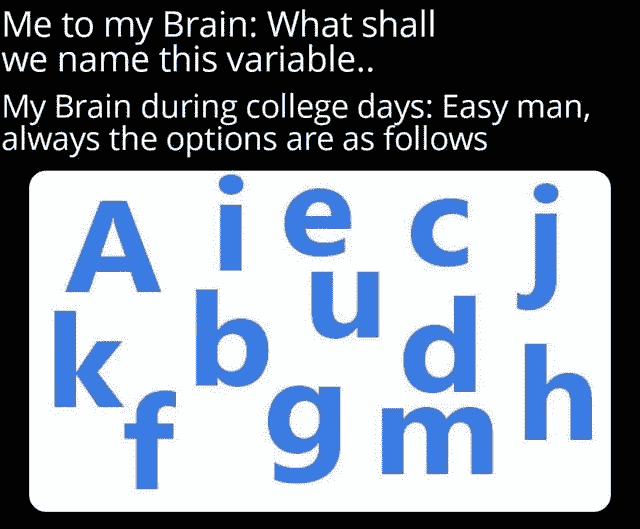 Me to my Brain: What shall
we name this variable..
My Brain during college days: Easy man,
always the options are as follows
A i e c j
k b u d h
f g m